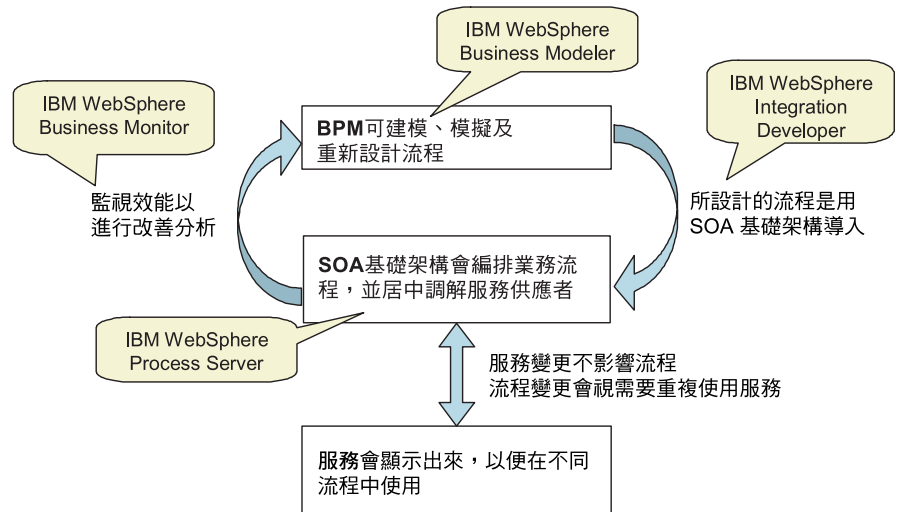 IBM WebSphere
Business Modeler
IBM WebSphere
Business Monitor
IBM WebSphere
Integration
Developer
BPM可建模、模擬及
重新設計流程
監視效能以
進行改善分析
所設計的流程是用
SOA 基礎架構導入
SOA基礎架構會編排業務流
程，並居中調解服務供應者
IBM WebSphere
Process Server
服務變更不影響流程
流程變更會視需要重複使用服務
服務會顯示出來，以便在不同
流程中使用